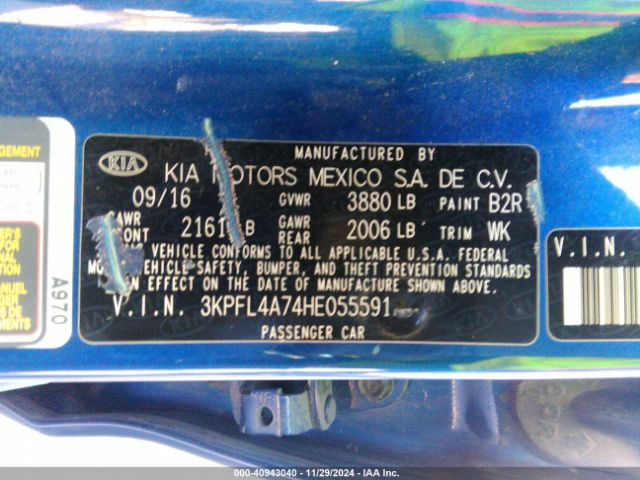 KIA
MANUFACTURED BY
KIA MOTORS MEXICO S.A. DE C.V.
09/16 GVWR 3880 LB PAINT B2R
GAWR FRONT 2161 LB GAWR REAR 2006 LB TRIM WK
VEHICLE CONFORMS TO ALL APPLICABLE U.S.A. FEDERAL
VEHICLE SAFETY, BUMPER, AND THEFT PREVENTION
IN EFFECT ON THE DATE OF MANUFACTURE
SHOWN ABOVE.
V.I.N. 3KPFL4A74HE055591
PASSENGER CAR
A970
V.I.N.
000-40943040 - 11/29/2024 - IAA Inc.